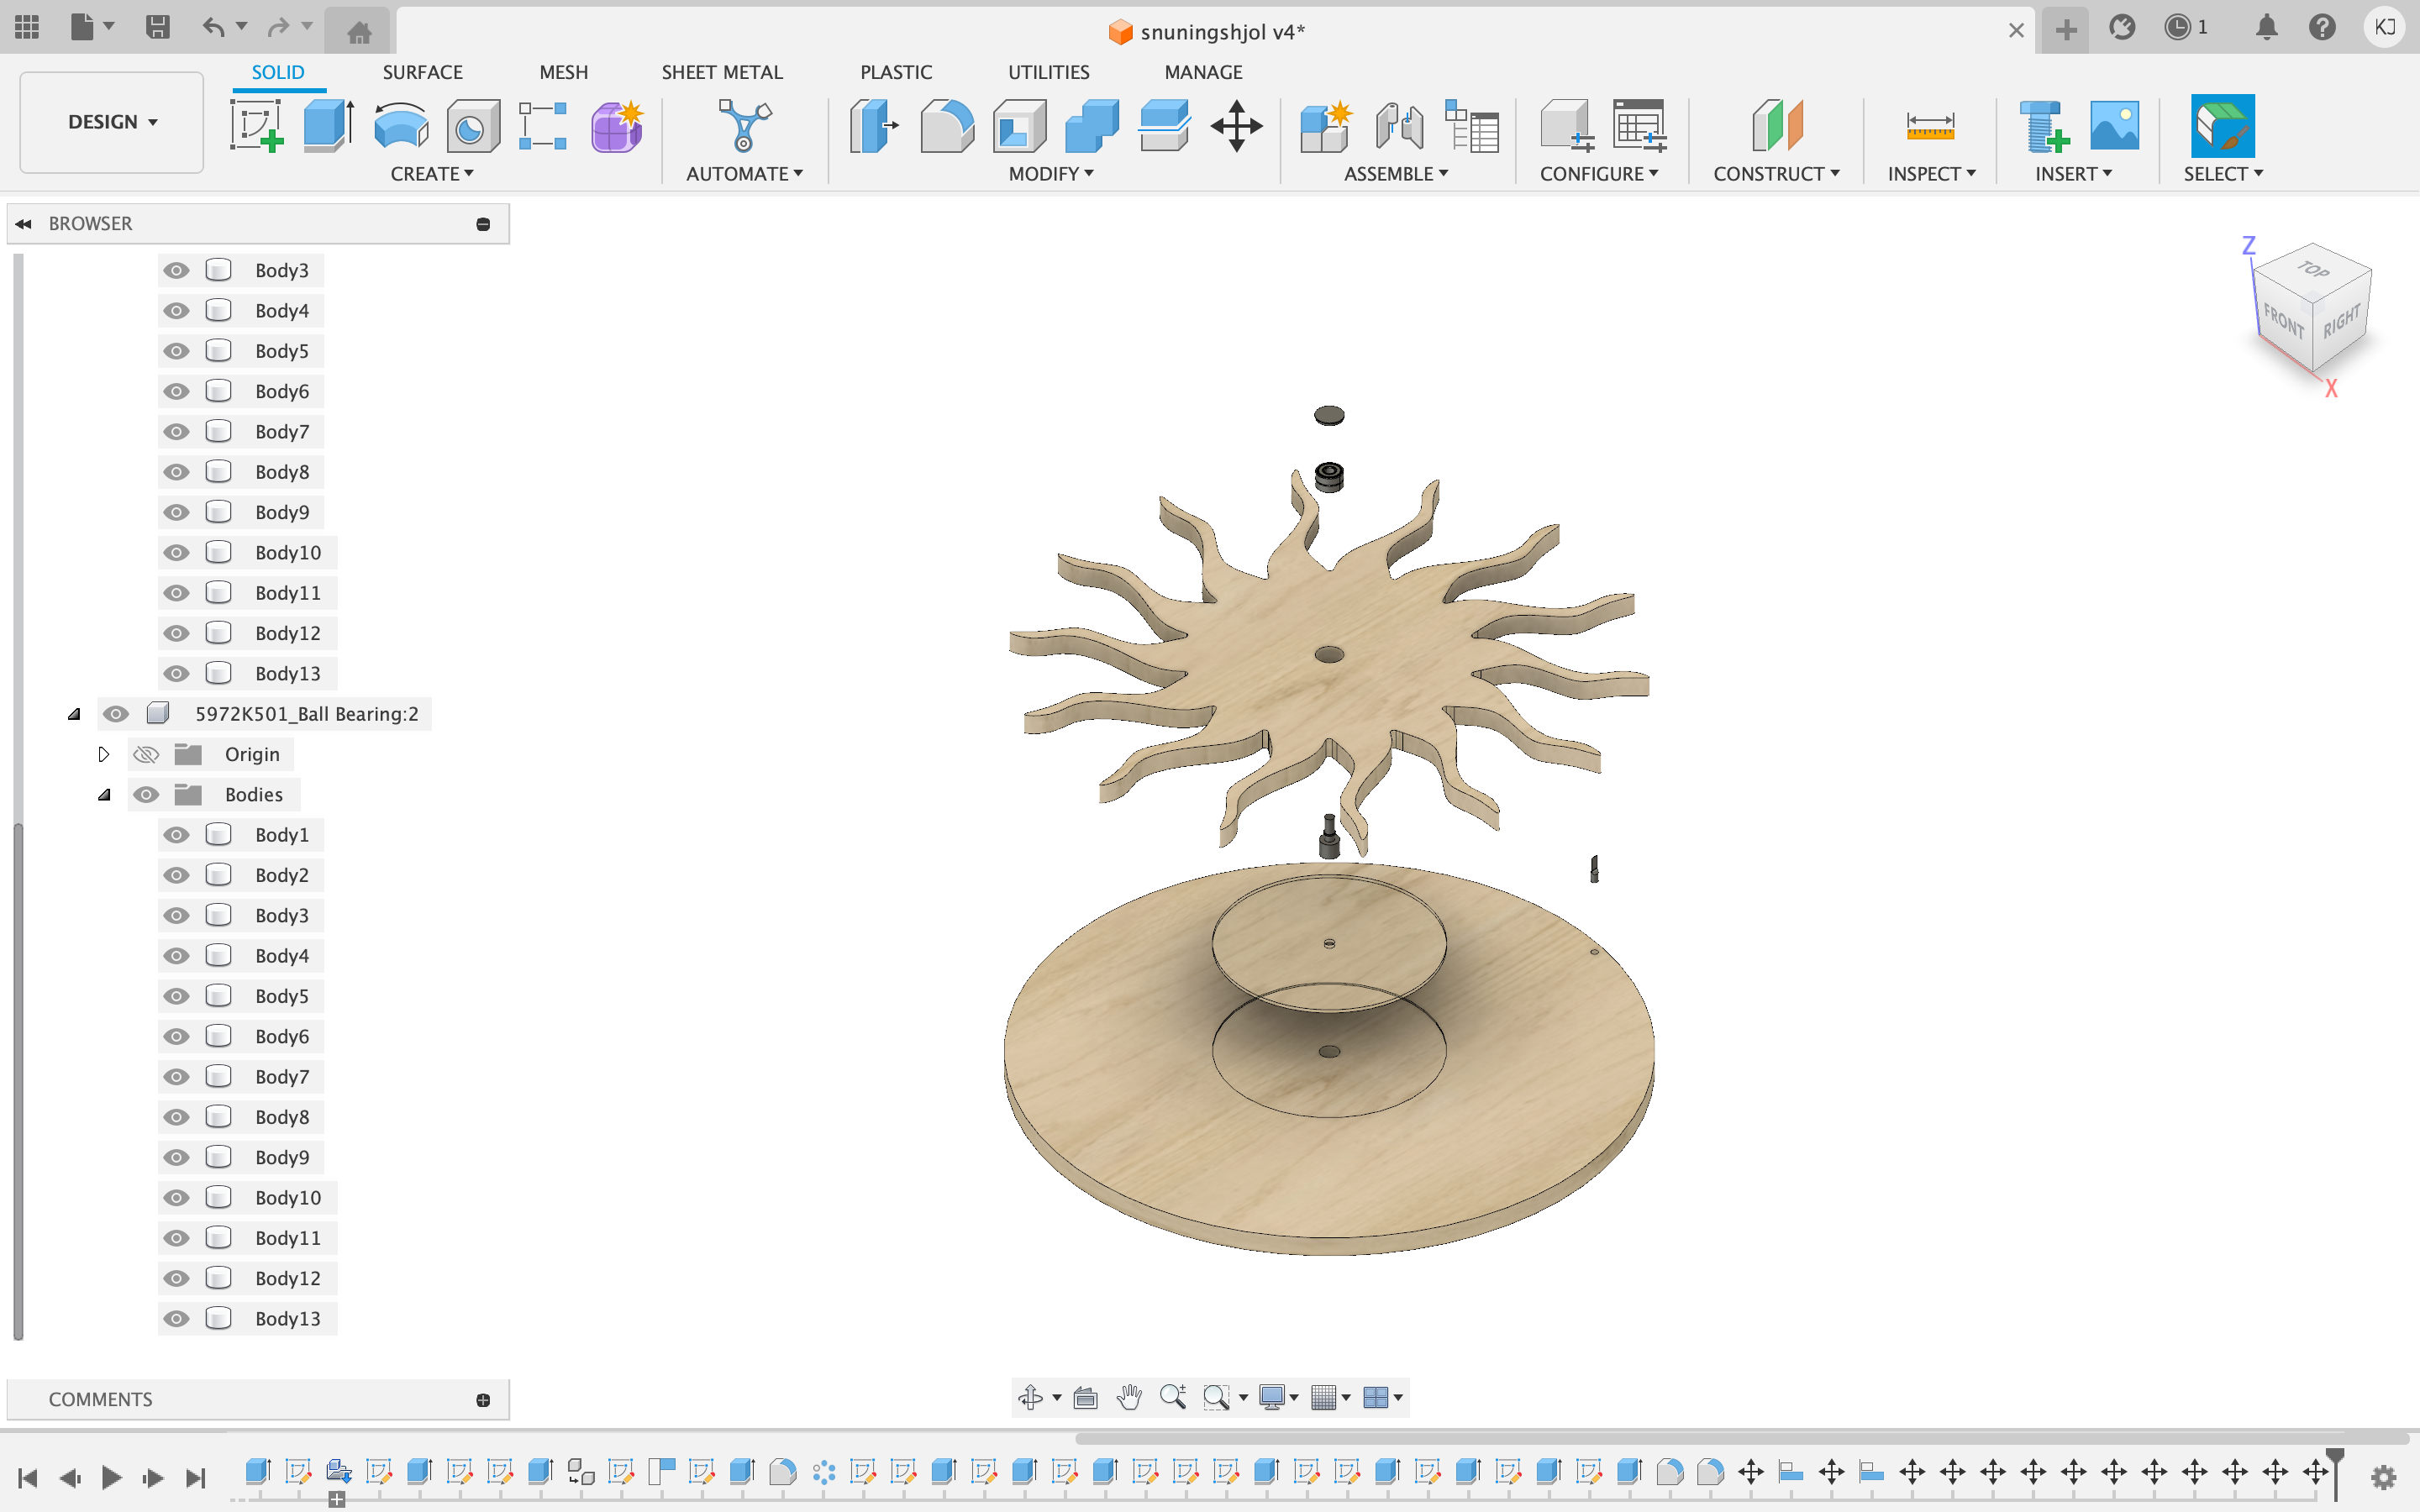 snuningshjol v4*
1
KJ
DESIGN
SOLID
SURFACE
MESH
SHEET METAL
PLASTIC
UTILITIES
MANAGE
CREATE
AUTOMATE
MODIFY
ASSEMBLE
CONFIGURE
CONSTRUCT
INSPECT
INSERT
SELECT
BROWSER
Body3
Body4
Body5
Body6
Body7
Body8
Body9
Body10
Body11
Body12
Body13
5972K501_Ball Bearing:2
Origin
Bodies
Body1
Body2
Body3
Body4
Body5
Body6
Body7
Body8
Body9
Body10
Body11
Body12
Body13
Z
TOP
FRONT
RIGHT
X
COMMENTS